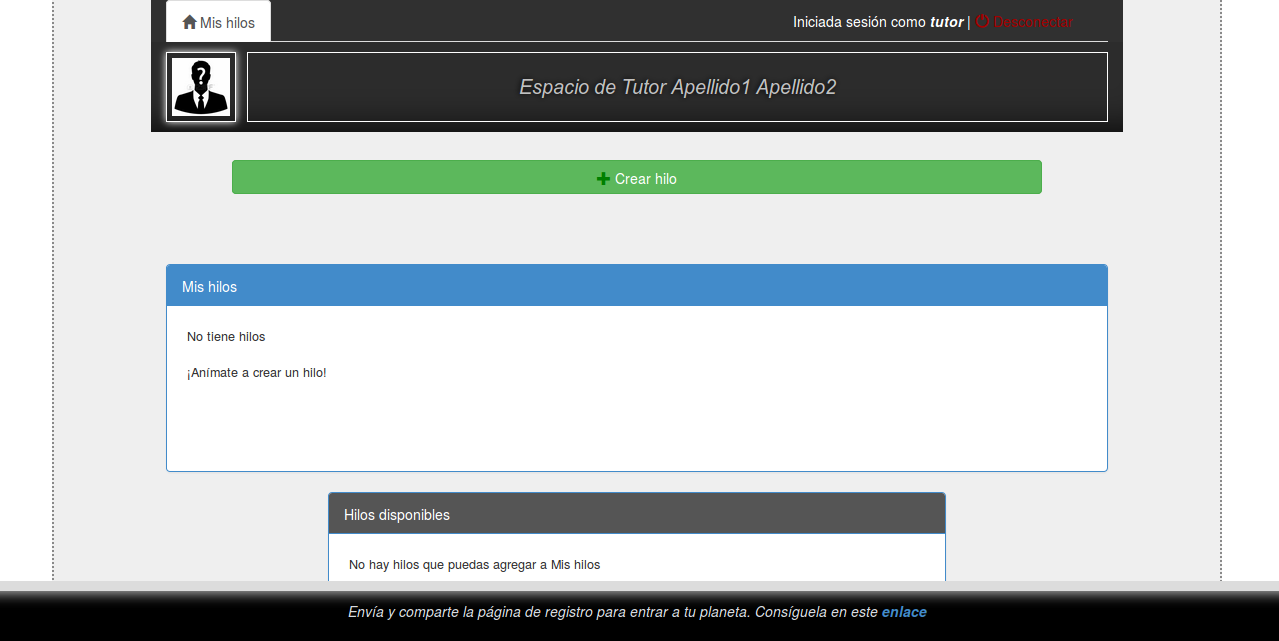 Mis hilos
Iniciada sesión como tutor | Desconectar
Espacio de Tutor Apellido1 Apellido2
Crear hilo
Mis hilos
No tiene hilos
¡Anímate a crear un hilo!
Hilos disponibles
No hay hilos que puedas agregar a Mis hilos
Envía y comparte la página de registro para entrar a tu planeta. Consíguela en este enlace